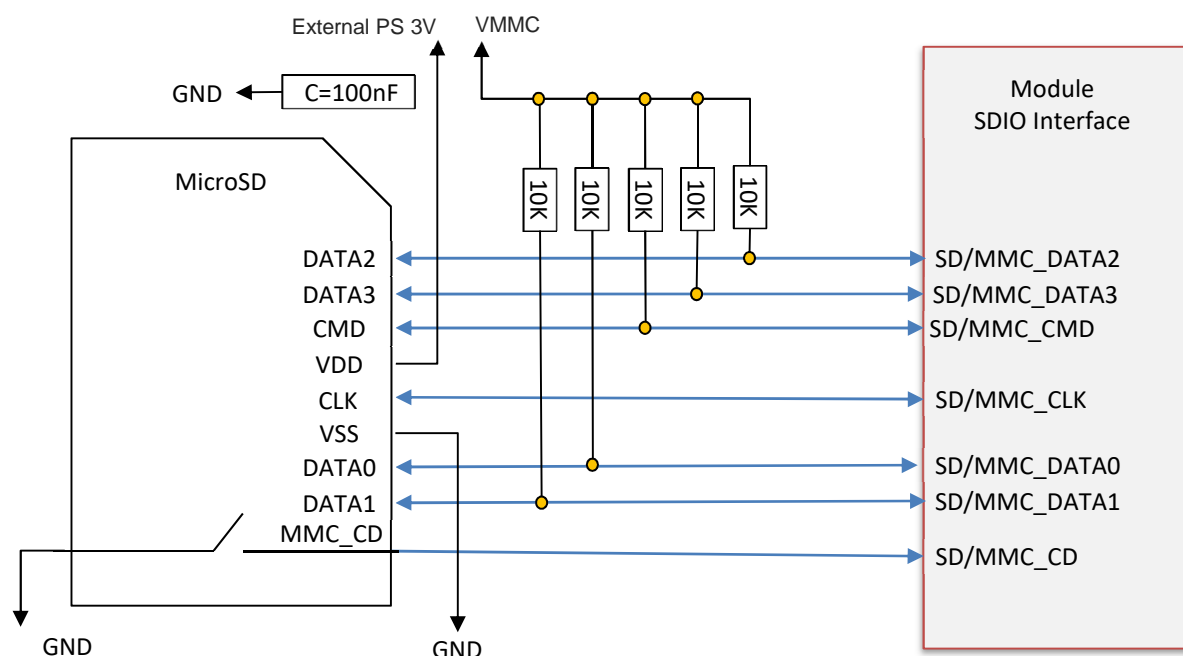 External PS 3V
VMMC
GND
C=100nF
Module
SDIO Interface
MicroSD
10K
10K
10K
10K
10K
DATA2
SD/MMC_DATA2
DATA3
SD/MMC_DATA3
CMD
SD/MMC_CMD
VDD
CLK
SD/MMC_CLK
VSS
DATA0
SD/MMC_DATA0
DATA1
SD/MMC_DATA1
MMC_CD
SD/MMC_CD
GND
GND